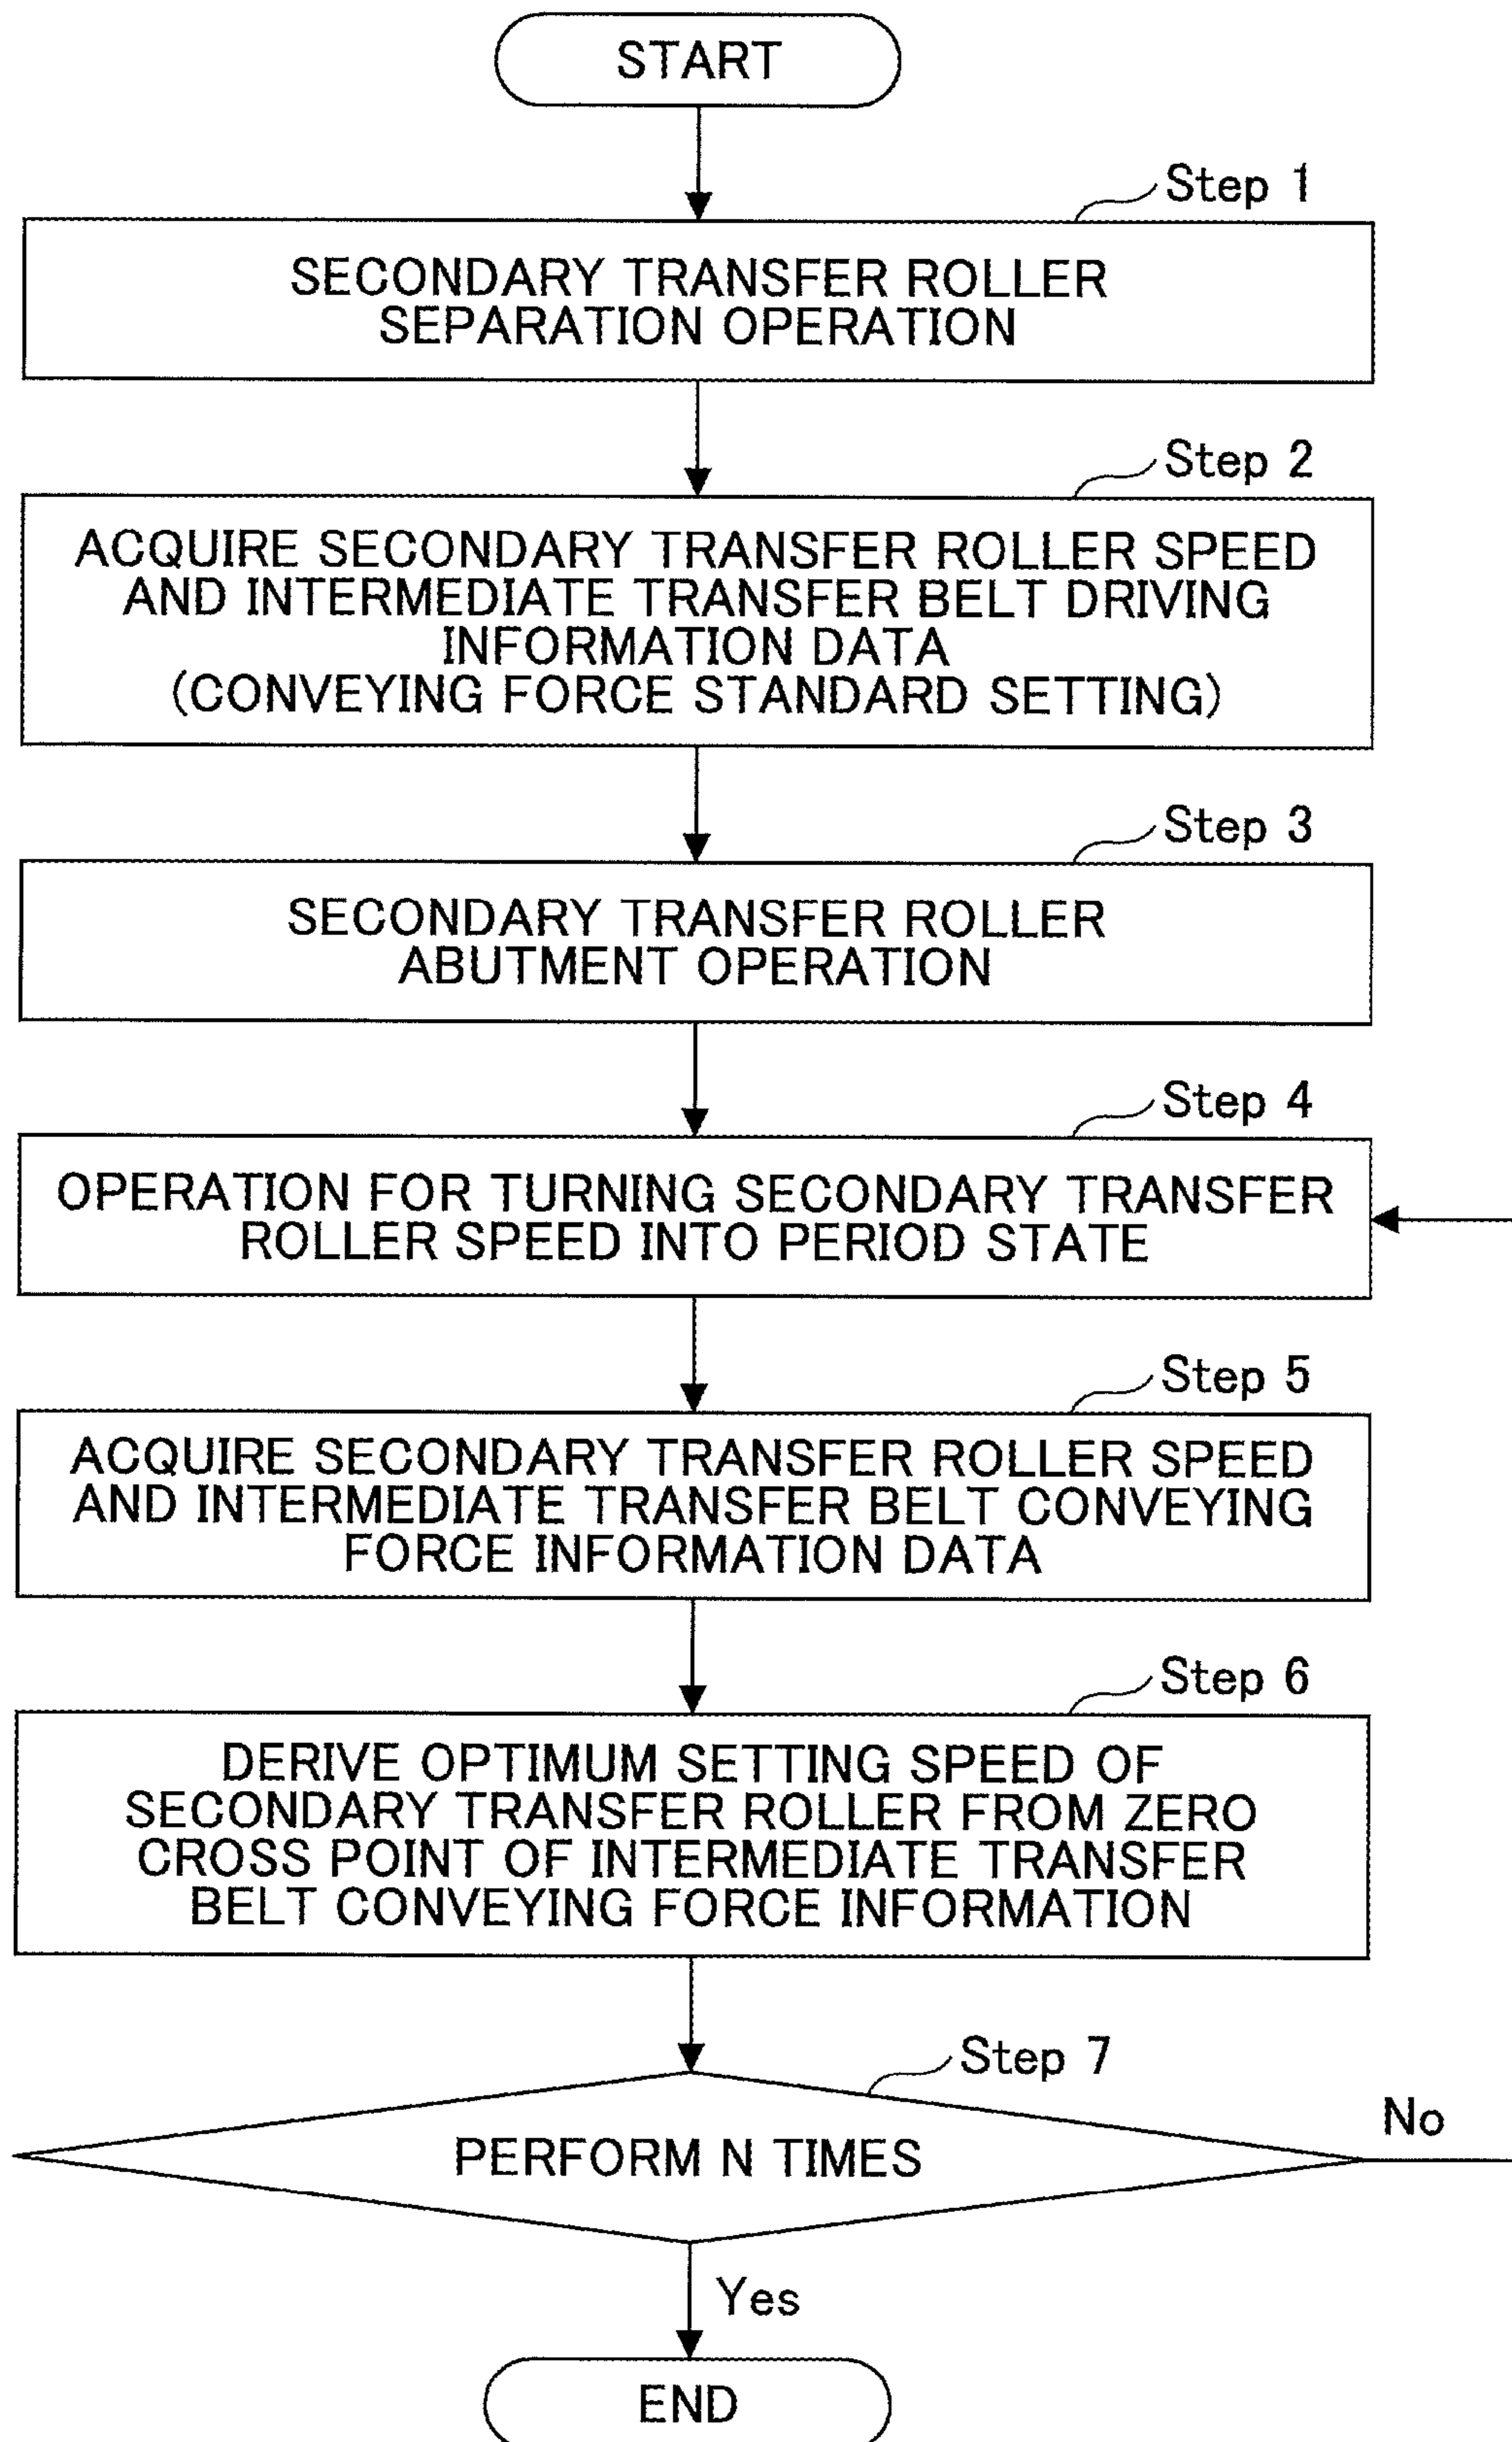 START
Step 1
SECONDARY TRANSFER ROLLER
SEPARATION OPERATION
Step 2
ACQUIRE SECONDARY TRANSFER ROLLER SPEED
AND INTERMEDIATE TRANSFER BELT DRIVING
INFORMATION DATA
(CONVEYING FORCE STANDARD SETTING)
Step 3
SECONDARY TRANSFER ROLLER
ABUTMENT OPERATION
Step 4
OPERATION FOR TURNING SECONDARY TRANSFER
ROLLER SPEED INTO PERIOD STATE
Step 5
ACQUIRE SECONDARY TRANSFER ROLLER SPEED
AND INTERMEDIATE TRANSFER BELT CONVEYING
FORCE INFORMATION DATA
Step 6
DERIVE OPTIMUM SETTING SPEED OF
SECONDARY TRANSFER ROLLER FROM ZERO
CROSS POINT OF INTERMEDIATE TRANSFER
BELT CONVEYING FORCE INFORMATION
Step 7
PERFORM N TIMES
No
Yes
END